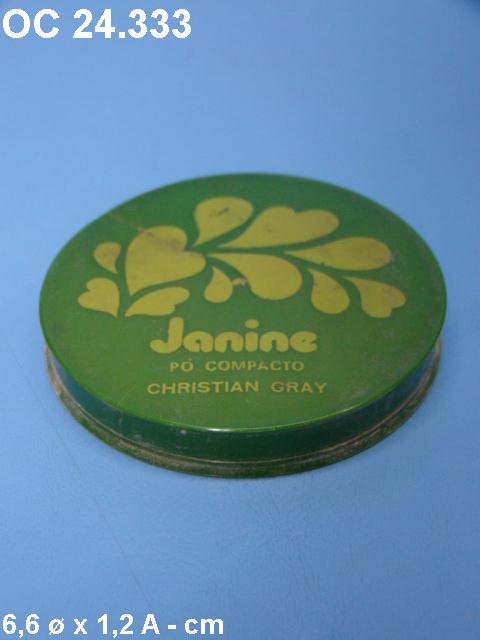 OC 24.333
Janine
PÓ COMPACTO
CHRISTIAN GRAY
6,6 ø x 1,2 A - cm